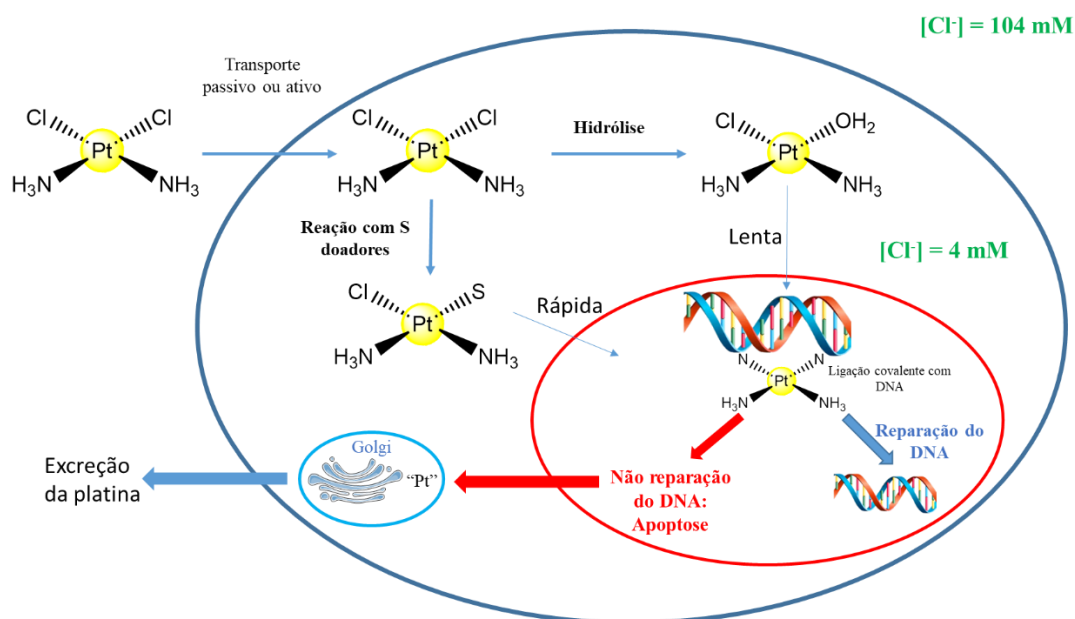 [Cl-] = 104 mM
Transporte
passivo ou ativo
Cl
Cl
Pt
H3N
NH3
Cl
Cl
Pt
H3N
NH3
Hidrólise
Cl
OH2
Pt
H3N
NH3
Reação com S
doadores
Lenta
[Cl-] = 4 mM
Cl
S
Pt
H3N
NH3
Rápida
N
N
Pt
H3N
NH3
Ligação covalente com
DNA
Reparação do
DNA
Não reparação
do DNA:
Apoptose
Golgi
“Pt”
Excreção
da platina